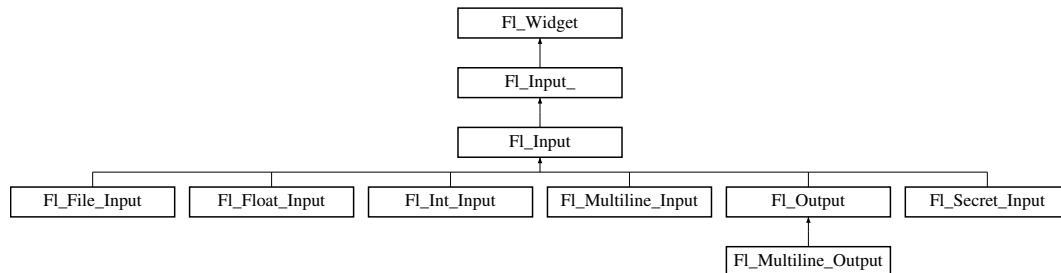 Fl_Widget
Fl_Input_
Fl_Input
Fl_File_Input Fl_Float_Input Fl_Int_Input Fl_Multiline_Input Fl_Output Fl_Secret_Input
Fl_Multiline_Output